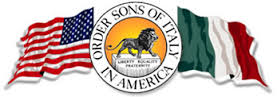 ORDER SONS OF ITALY
LIBERTY EQUALITY
FRATERNITY
IN AMERICA